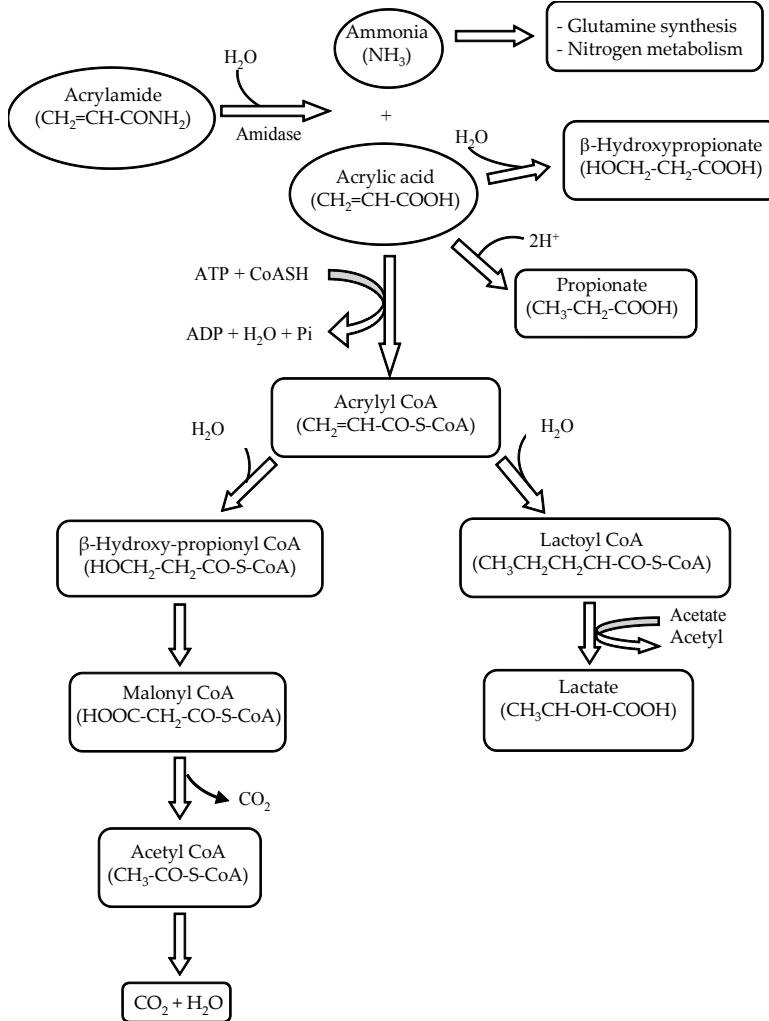 Ammonia
(NH₃)
- Glutamine synthesis
- Nitrogen metabolism
H₂O
Acrylamide
(CH₂=CH-CONH₂)
Amidase
+
H₂O
β-Hydroxypropionate
(HOCH₂-CH₂-COOH)
Acrylic acid
(CH₂=CH-COOH)
2H⁺
ATP + CoASH
Propionate
(CH₃-CH₂-COOH)
ADP + H₂O + Pi
Acrylyl CoA
(CH₂=CH-CO-S-CoA)
H₂O
H₂O
β-Hydroxy-propionyl CoA
(HOCH₂-CH₂-CO-S-CoA)
Lactoyl CoA
(CH₃CH₂CH₂CH-CO-S-CoA)
Acetate
Acetyl
Malonyl CoA
(HOOC-CH₂-CO-S-CoA)
Lactate
(CH₃CH-OH-COOH)
CO₂
Acetyl CoA
(CH₃-CO-S-CoA)
CO₂ + H₂O